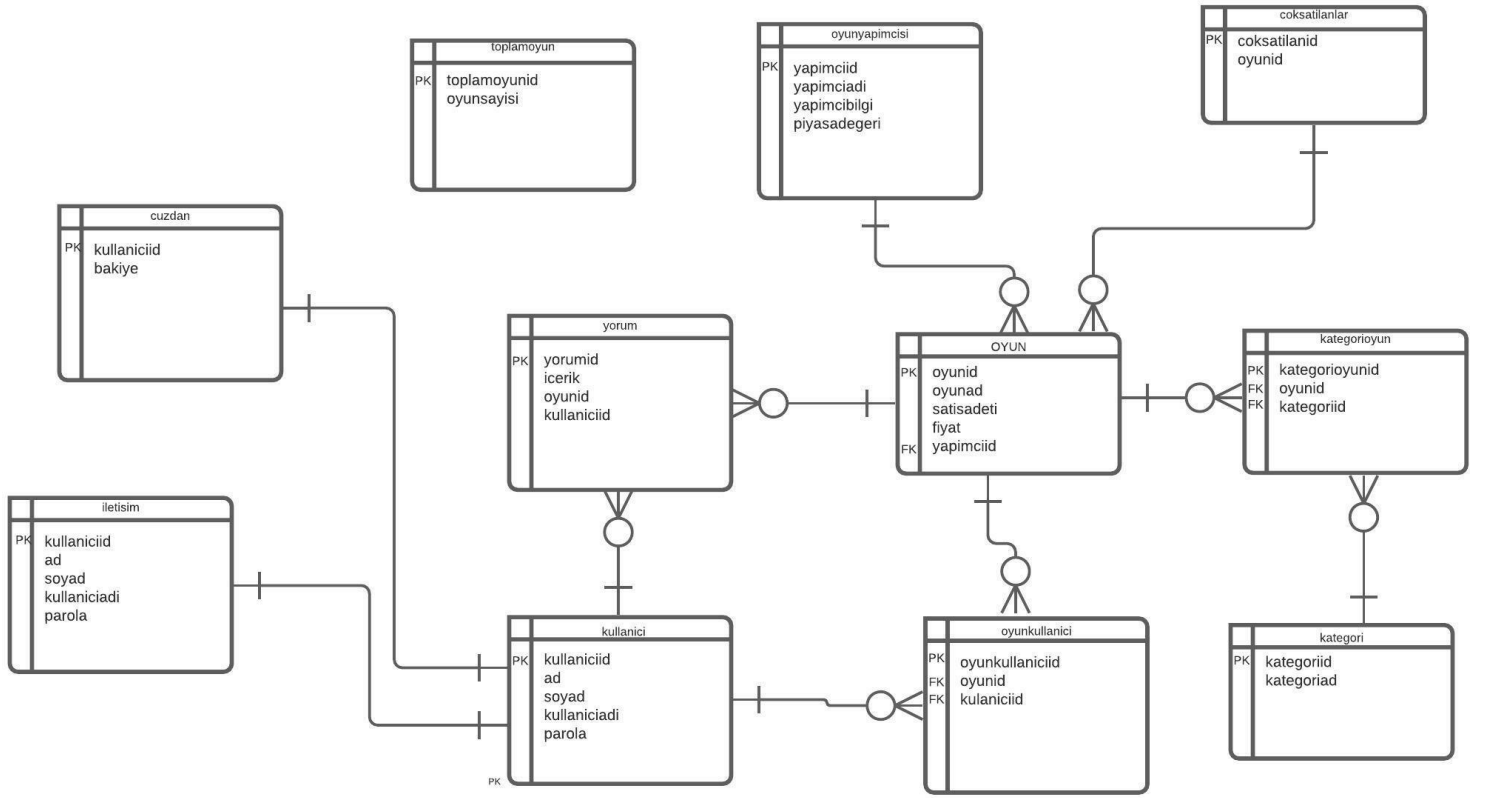 coksatilanlar
PK coksatilanid
oyunid
oyunyapimcisi
PK yapimciid
yapimciadi
yapimcibilgi
piyasadegeri
toplamoyun
PK toplamoyunid
oyunsayisi
cuzdan
PK kullaniciid
bakiye
yorum
PK yorumid
icerik
oyunid
kullaniciid
OYUN
PK oyunid
oyunad
satisadeti
fiyat
FK yapimciid
kategorioyun
PK kategorioyunid
FK oyunid
FK kategoriid
iletisim
PK kullaniciid
ad
soyad
kullaniciadi
parola
kullanici
PK kullaniciid
ad
soyad
kullaniciadi
parola
PK
oyunkullanici
PK oyunkullaniciid
FK oyunid
FK kulaniciid
kategori
PK kategoriid
kategoriad